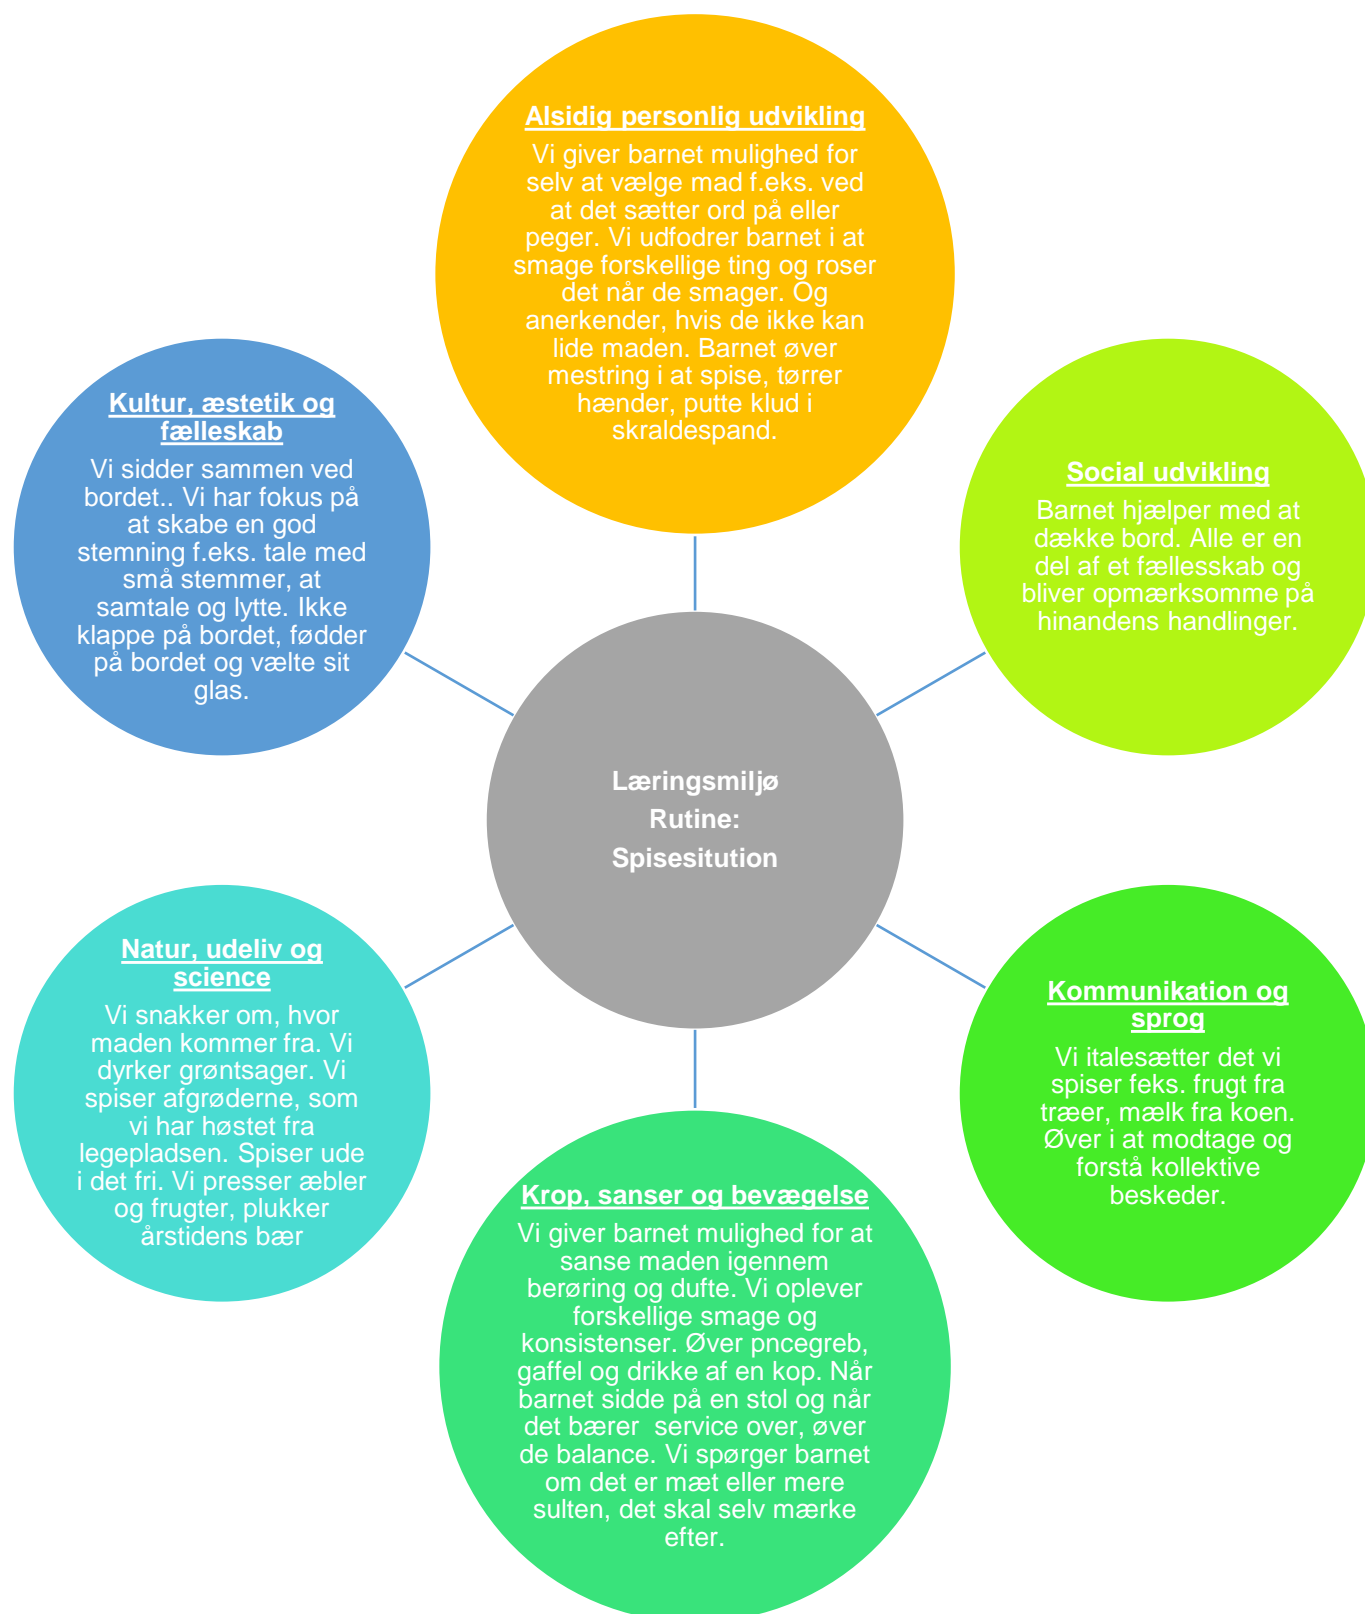 Alsidig personlig udvikling
Vi giver barnet mulighed for
selv at vælge mad f.eks. ved
at det sætter ord på eller
peger. Vi udfodrer barnet i at
smage forskellige ting og roser
det når de smager. Og
anerkender, hvis de ikke kan
lide maden. Barnet øver
mestring i at spise, tørrer
hænder, putte klud i
skraldespand.
Social udvikling
Barnet hjælper med at
dække bord. Alle er en
del af et fællesskab og
bliver opmærksomme på
hinandens handlinger.
Kommunikation og
sprog
Vi italesætter det vi
spiser feks. frugt fra
træer, mælk fra koen.
Øver i at modtage og
forstå kollektive
beskeder.
Krop, sanser og bevægelse
Vi giver barnet mulighed for at
sanse maden igennem
berøring og dufte. Vi oplever
forskellige smage og
konsistenser. Øver pncegreb,
gaffel og drikke af en kop. Når
barnet sidde på en stol og når
det bærer  service over, øver
de balance. Vi spørger barnet
om det er mæt eller mere
sulten, det skal selv mærke
efter.
Natur, udeliv og
science
Vi snakker om, hvor
maden kommer fra. Vi
dyrker grøntsager. Vi
spiser afgrøderne, som
vi har høstet fra
legepladsen. Spiser ude
i det fri. Vi presser æbler
og frugter, plukker
årstidens bær
Kultur, æstetik og
fælleskab
Vi sidder sammen ved
bordet.. Vi har fokus på
at skabe en god
stemning f.eks. tale med
små stemmer, at
samtale og lytte. Ikke
klappe på bordet, fødder
på bordet og vælte sit
glas.
Læringsmiljø
Rutine:
Spisesitution